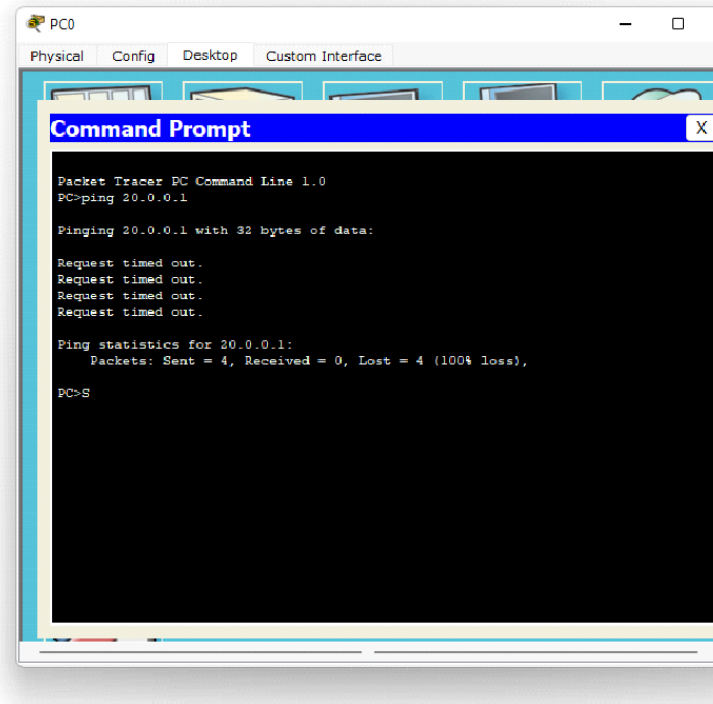 PC0
Physical Config Desktop Custom Interface
Command Prompt
X
Packet Tracer PC Command Line 1.0
PC>ping 20.0.0.1
Pinging 20.0.0.1 with 32 bytes of data:
Request timed out.
Request timed out.
Request timed out.
Request timed out.
Ping statistics for 20.0.0.1:
Packets: Sent = 4, Received = 0, Lost = 4 (100% loss),
PC>S